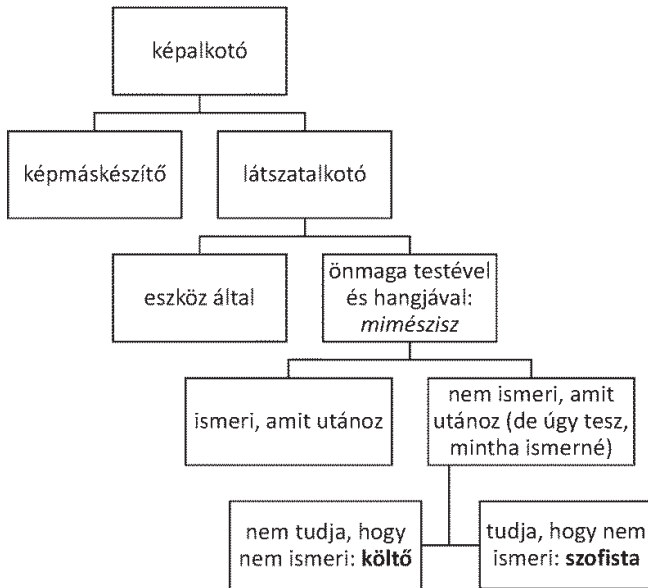 képalkotó
képmáskészítő
látszatalkotó
eszköz által
önmaga testével
és hangjával:
mimészisz
ismeri, amit utánoz
nem ismeri, amit
utánoz (de úgy tesz,
mintha ismerné)
nem tudja, hogy
nem ismeri: költő
tudja, hogy nem
ismeri: szofista